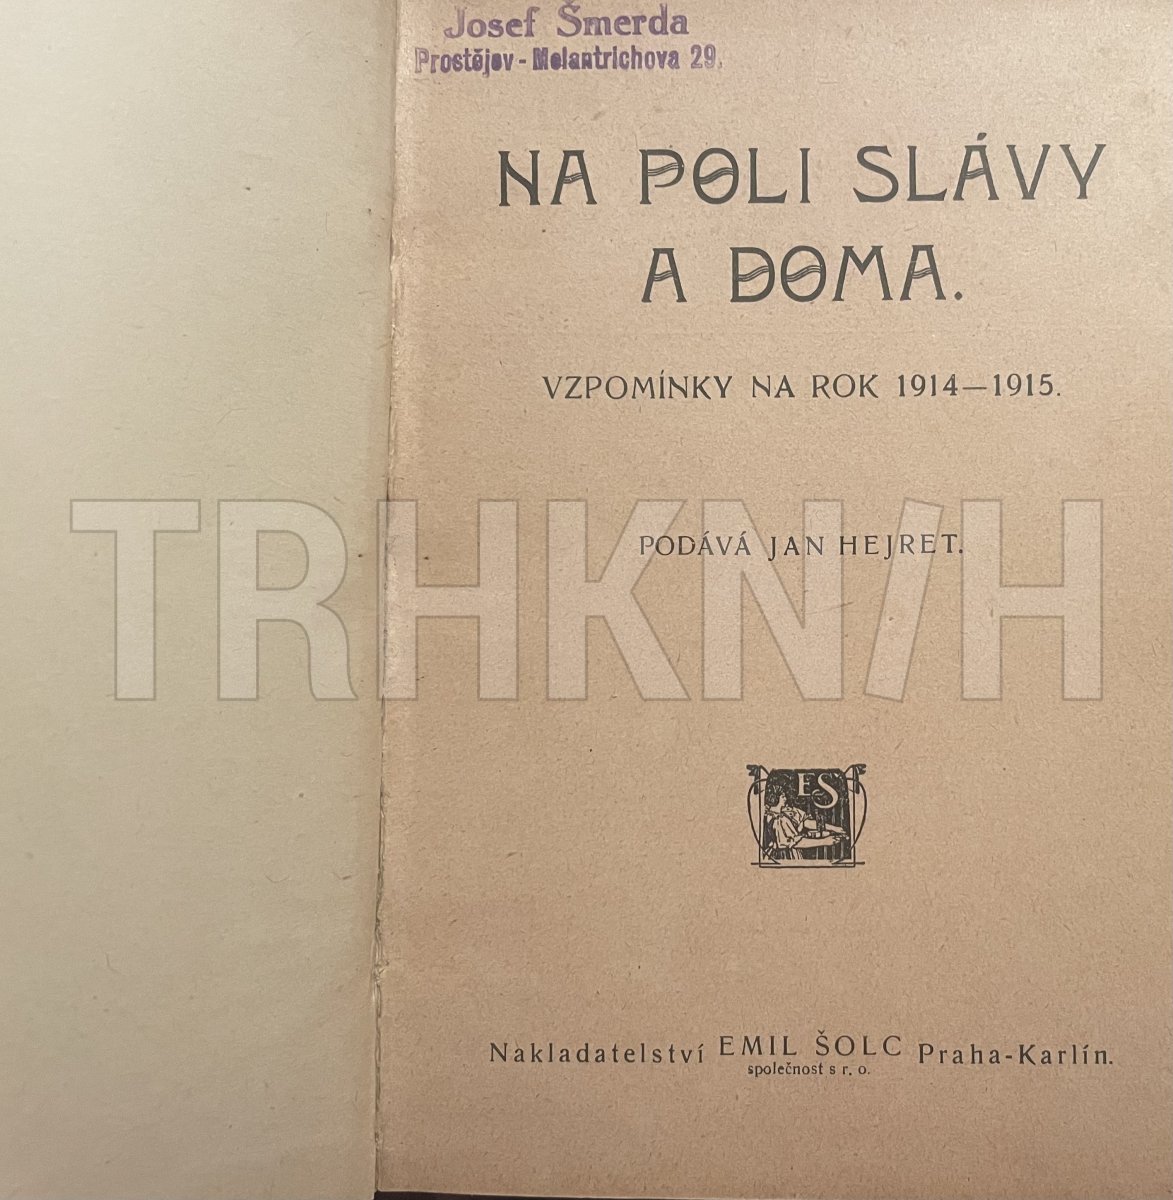 Josef Šmerda
Prostějov - Melantrichova 29.
NA POLI SLÁVY
A DOMA.
VZPOMÍNKY NA ROK 1914—1915.
PODÁVÁ JAN HEJRET.
TRHKNIH
ES
Nakladatelství EMIL ŠOLC Praha-Karlín.
společnost s r. o.